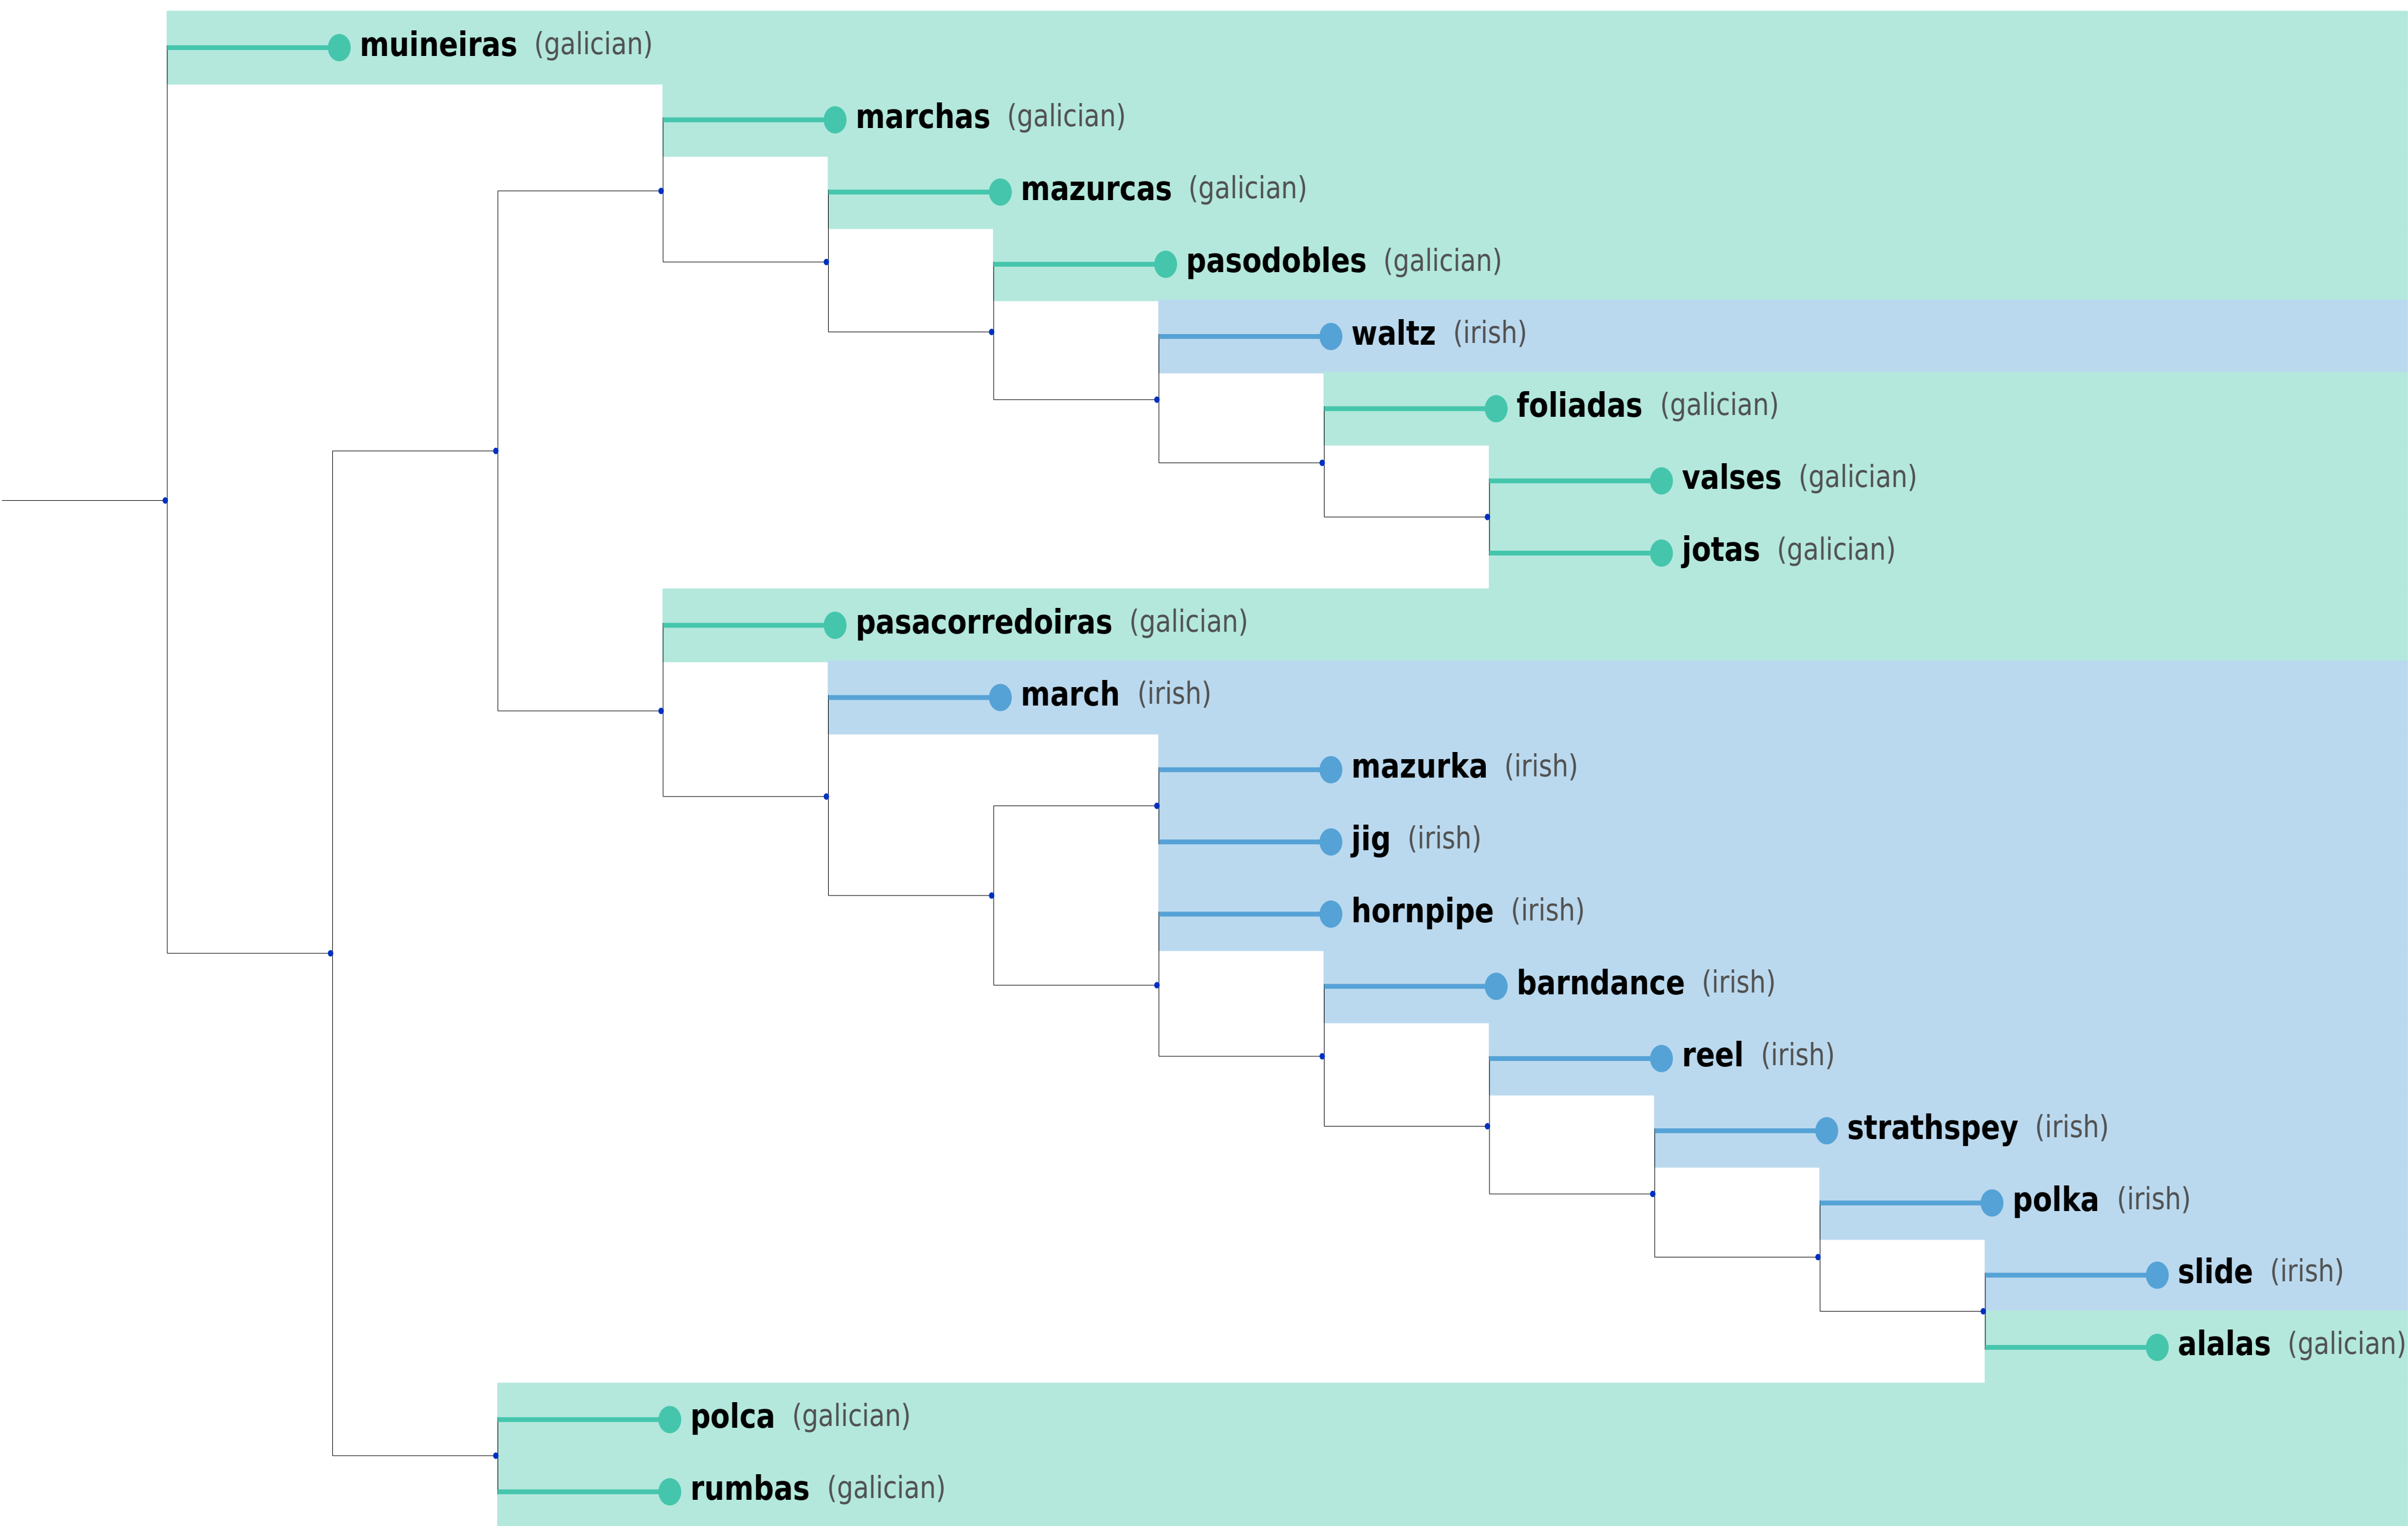 muineiras (galician)
marchas (galician)
mazurcas (galician)
pasodobles (galician)
waltz (irish)
foliadas (galician)
valses (galician)
jotas (galician)
pasacorredoiras (galician)
march (irish)
mazurka (irish)
jig (irish)
hornpipe (irish)
barndance (irish)
reel (irish)
strathspey (irish)
polka (irish)
slide (irish)
alalas (galician)
polca (galician)
rumbas (galician)